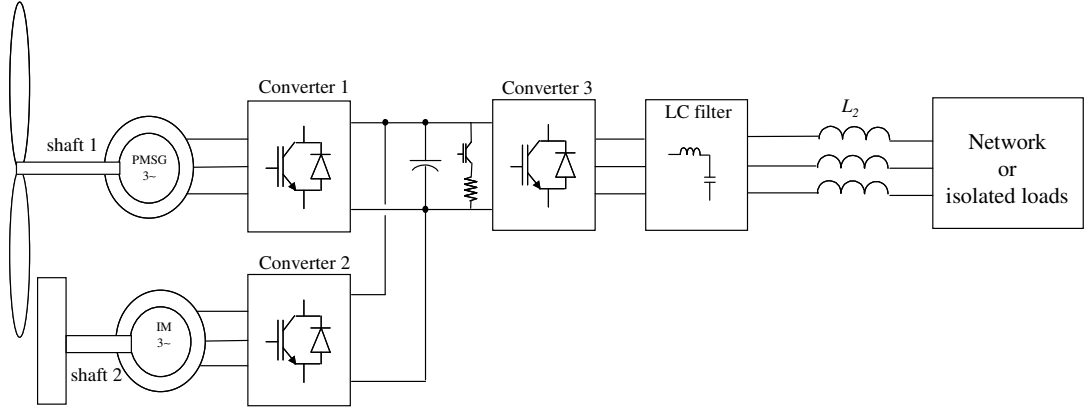 Converter 1
Converter 3
LC filter
L2
shaft 1
PMSG
3~
Network
or
isolated loads
Converter 2
IM
3~
shaft 2